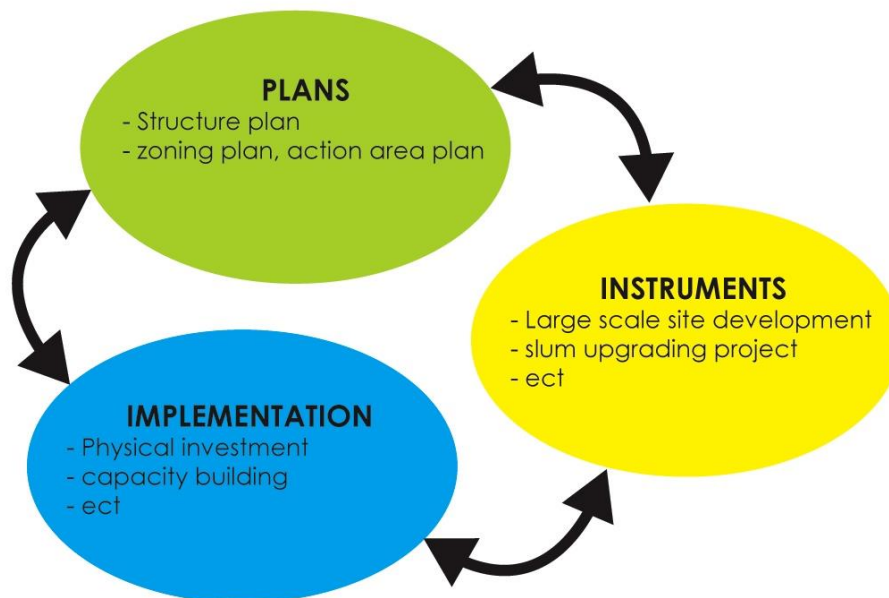 PLANS
- Structure plan
- zoning plan, action area plan
INSTRUMENTS
- Large scale site development
- slum upgrading project
- ect
IMPLEMENTATION
- Physical investment
- capacity building
- ect